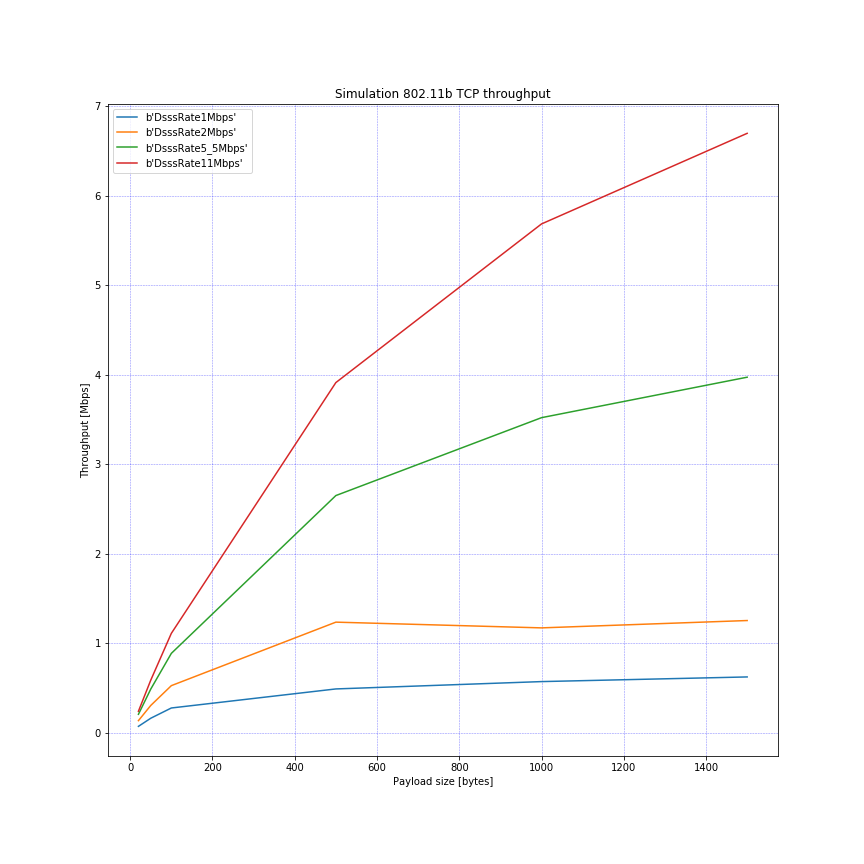 Simulation 802.11b TCP throughput
b'DsssRate1Mbps'
b'DsssRate2Mbps'
b'DsssRate5_5Mbps'
b'DsssRate11Mbps'
7
6
5
4
3
2
1
0
Throughput [Mbps]
0 200 400 600 800 1000 1200 1400
Payload size [bytes]